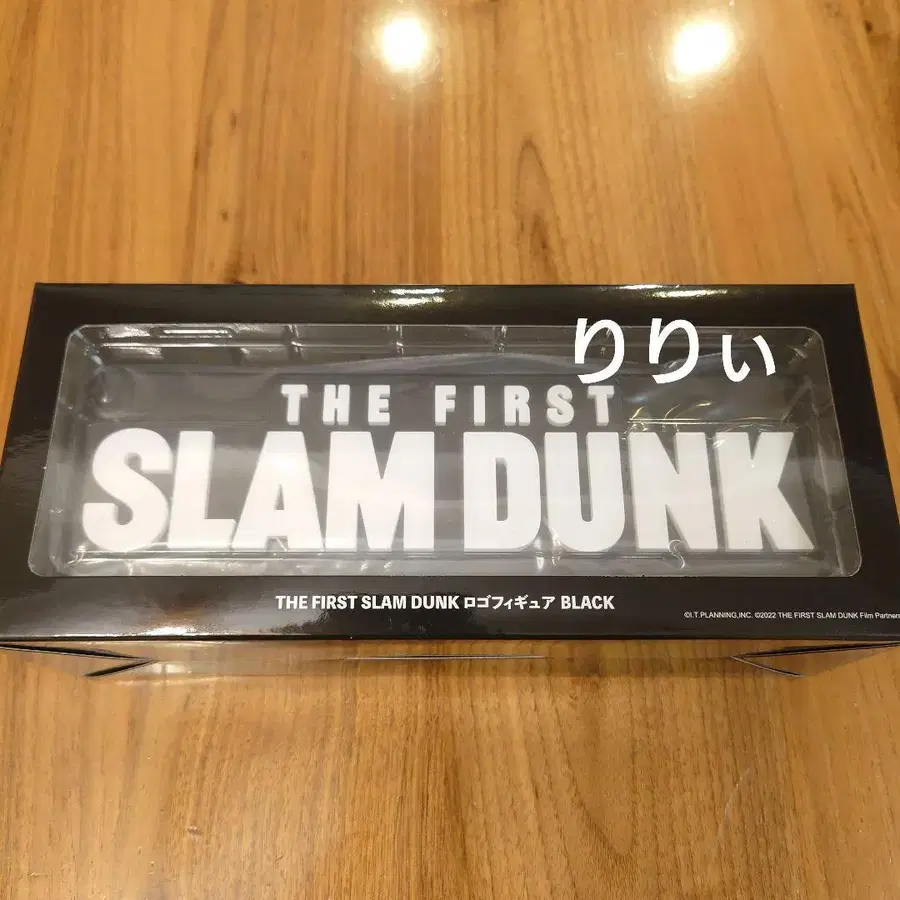 りりぃ
THE FIRST
SLAM DUNK
THE FIRST SLAM DUNK ロゴフィギュア BLACK
©I.T.PLANNING,INC. ©2022 THE FIRST SLAM DUNK Film Partners